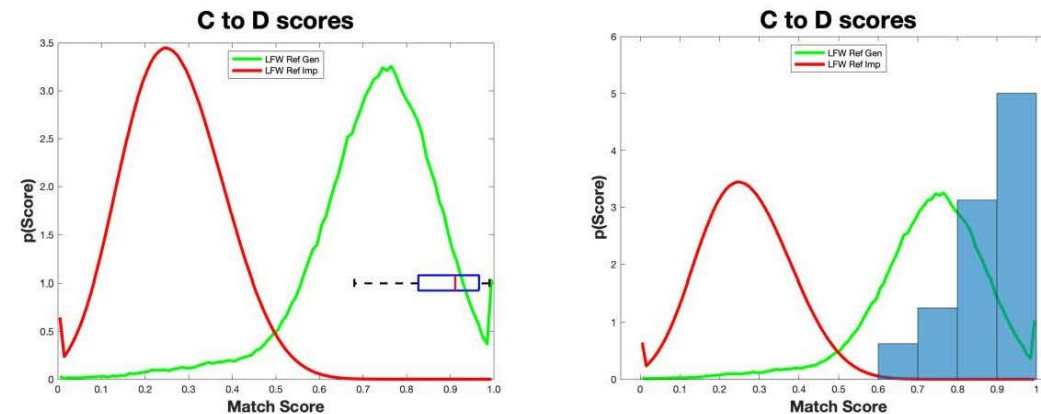 C to D scores
LFW Ref Gen
LFW Ref Imp
3.5
3.0
2.5
2.0
1.5
1.0
0.5
0
p(Score)
0 0.1 0.2 0.3 0.4 0.5 0.6 0.7 0.8 0.9 1.0
Match Score
C to D scores
LFW Ref Gen
LFW Ref Imp
6
5
4
3
2
1
0
p(Score)
0 0.1 0.2 0.3 0.4 0.5 0.6 0.7 0.8 0.9 1
Match Score